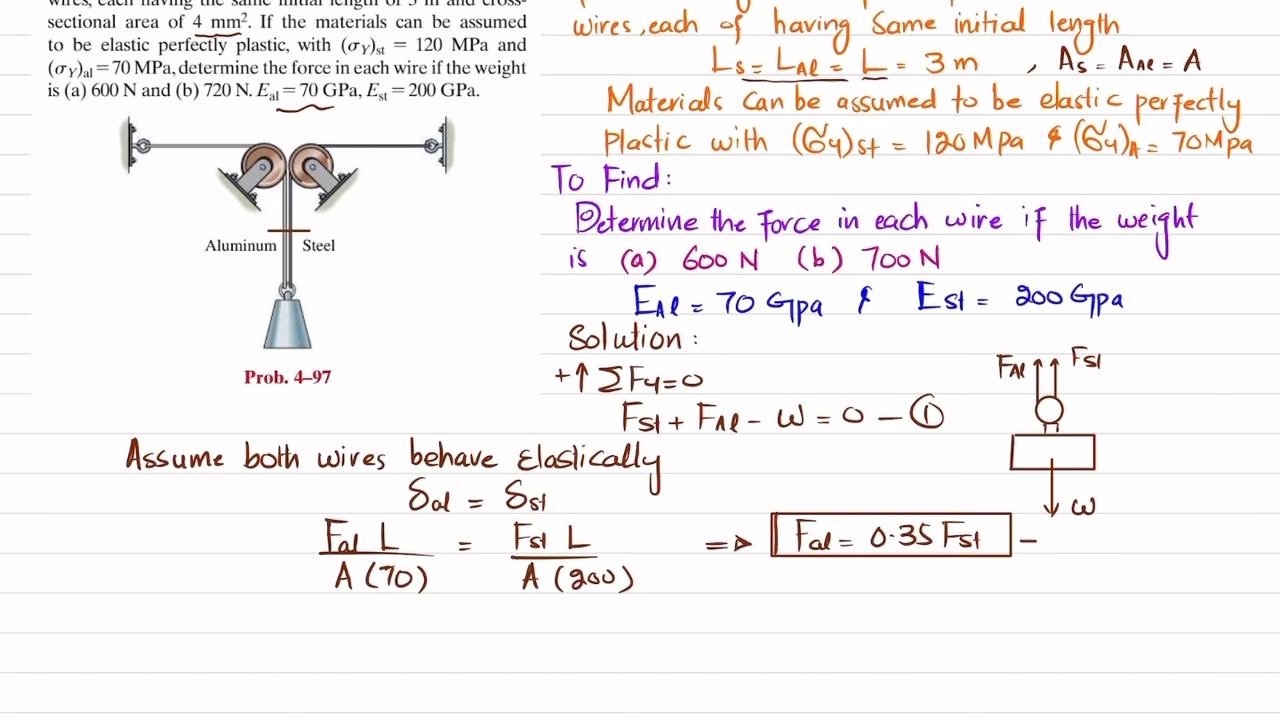 wires, each having the same initial length of 3 m and cross-
sectional area of 4 mm². If the materials can be assumed
to be elastic perfectly plastic, with (σY)st = 120 MPa and
(σY)al = 70 MPa, determine the force in each wire if the weight
is (a) 600 N and (b) 720 N. Eal = 70 GPa, Est = 200 GPa.
Aluminum Steel
Prob. 4–97
wires, each of having same initial length
Ls = LAl = L = 3 m , As = AAl = A
Materials can be assumed to be elastic perfectly
Plastic with (σy)st = 120 MPa & (σy)A = 70 MPa
To Find:
Determine the Force in each wire if the weight
is (a) 600 N (b) 700 N
EAl = 70 Gpa & Est = 200 Gpa
Solution:
+↑ ΣFy=0
Fst + FAl - W = 0 - ①
FAl Fst
W
Assume both wires behave Elastically
δal = δst
Fal L / A (70) = Fst L / A (200) => Fal = 0.35 Fst -